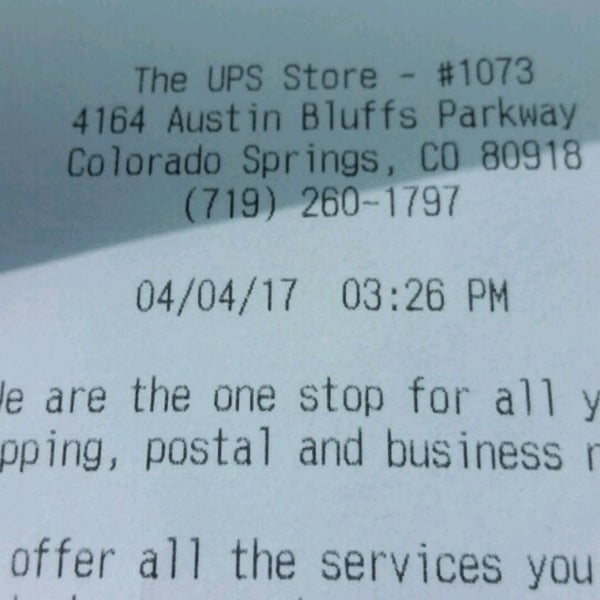 The UPS Store - #1073
4164 Austin Bluffs Parkway
Colorado Springs, CO 80918
(719) 260-1797
04/04/17 03:26 PM
are the one stop for all
postal and business
offer all the services you